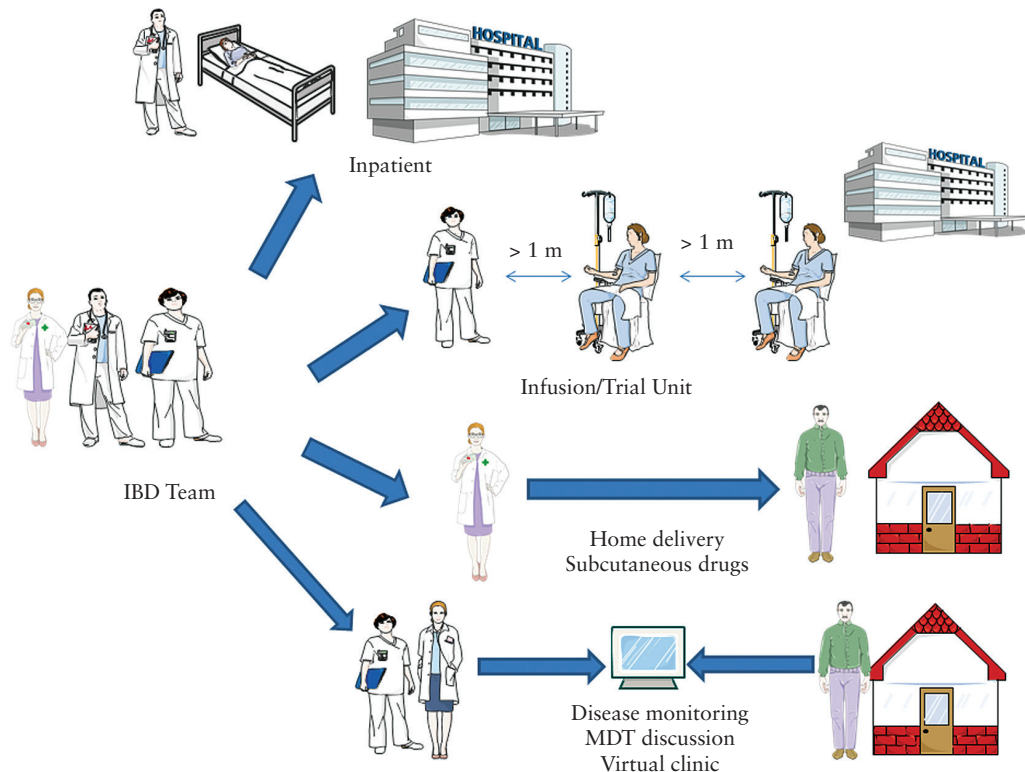 HOSPITAL
Inpatient
HOSPITAL
> 1 m
> 1 m
Infusion/Trial Unit
IBD Team
Home delivery
Subcutaneous drugs
Disease monitoring
MDT discussion
Virtual clinic